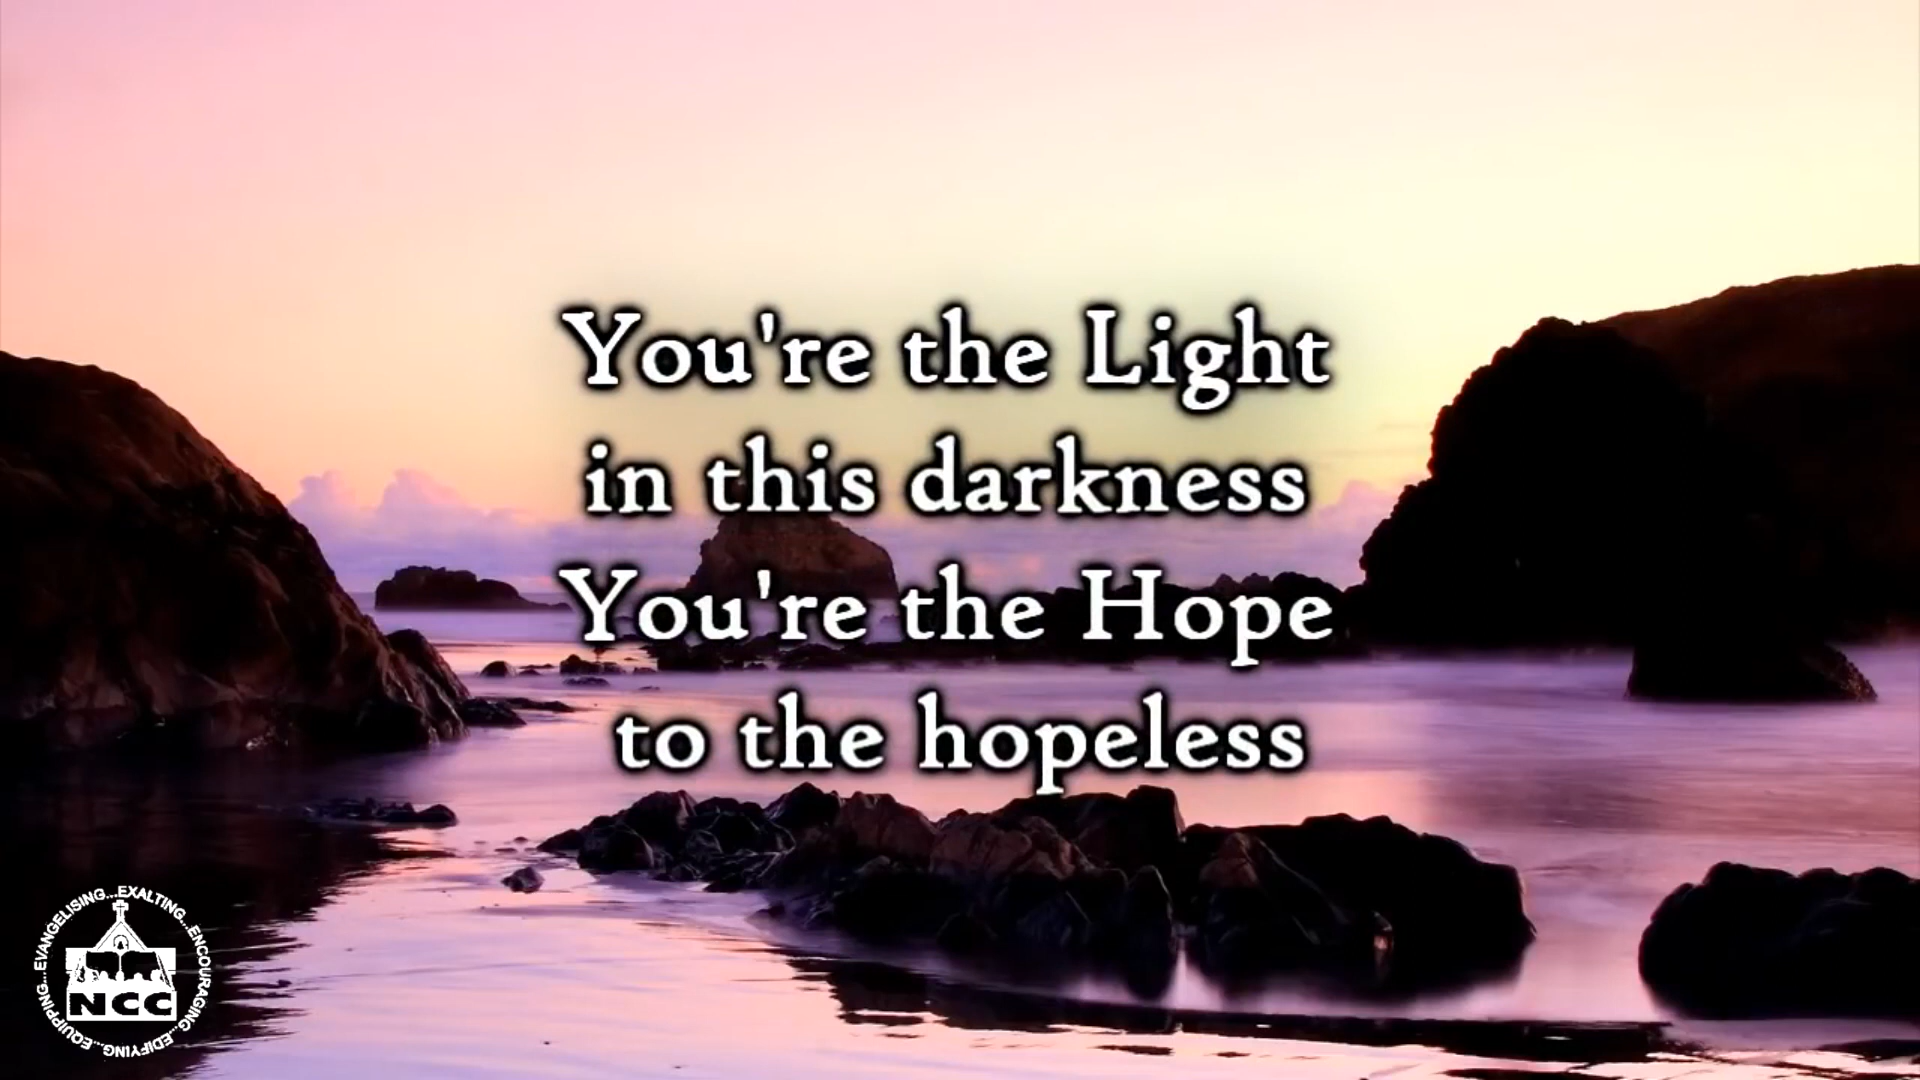 You're the Light
in this darkness
You're the Hope
to the hopeless
EVANGELISING...EXALTING...ENCOURAGING...EDIFYING...EQUIPPING...
NCC